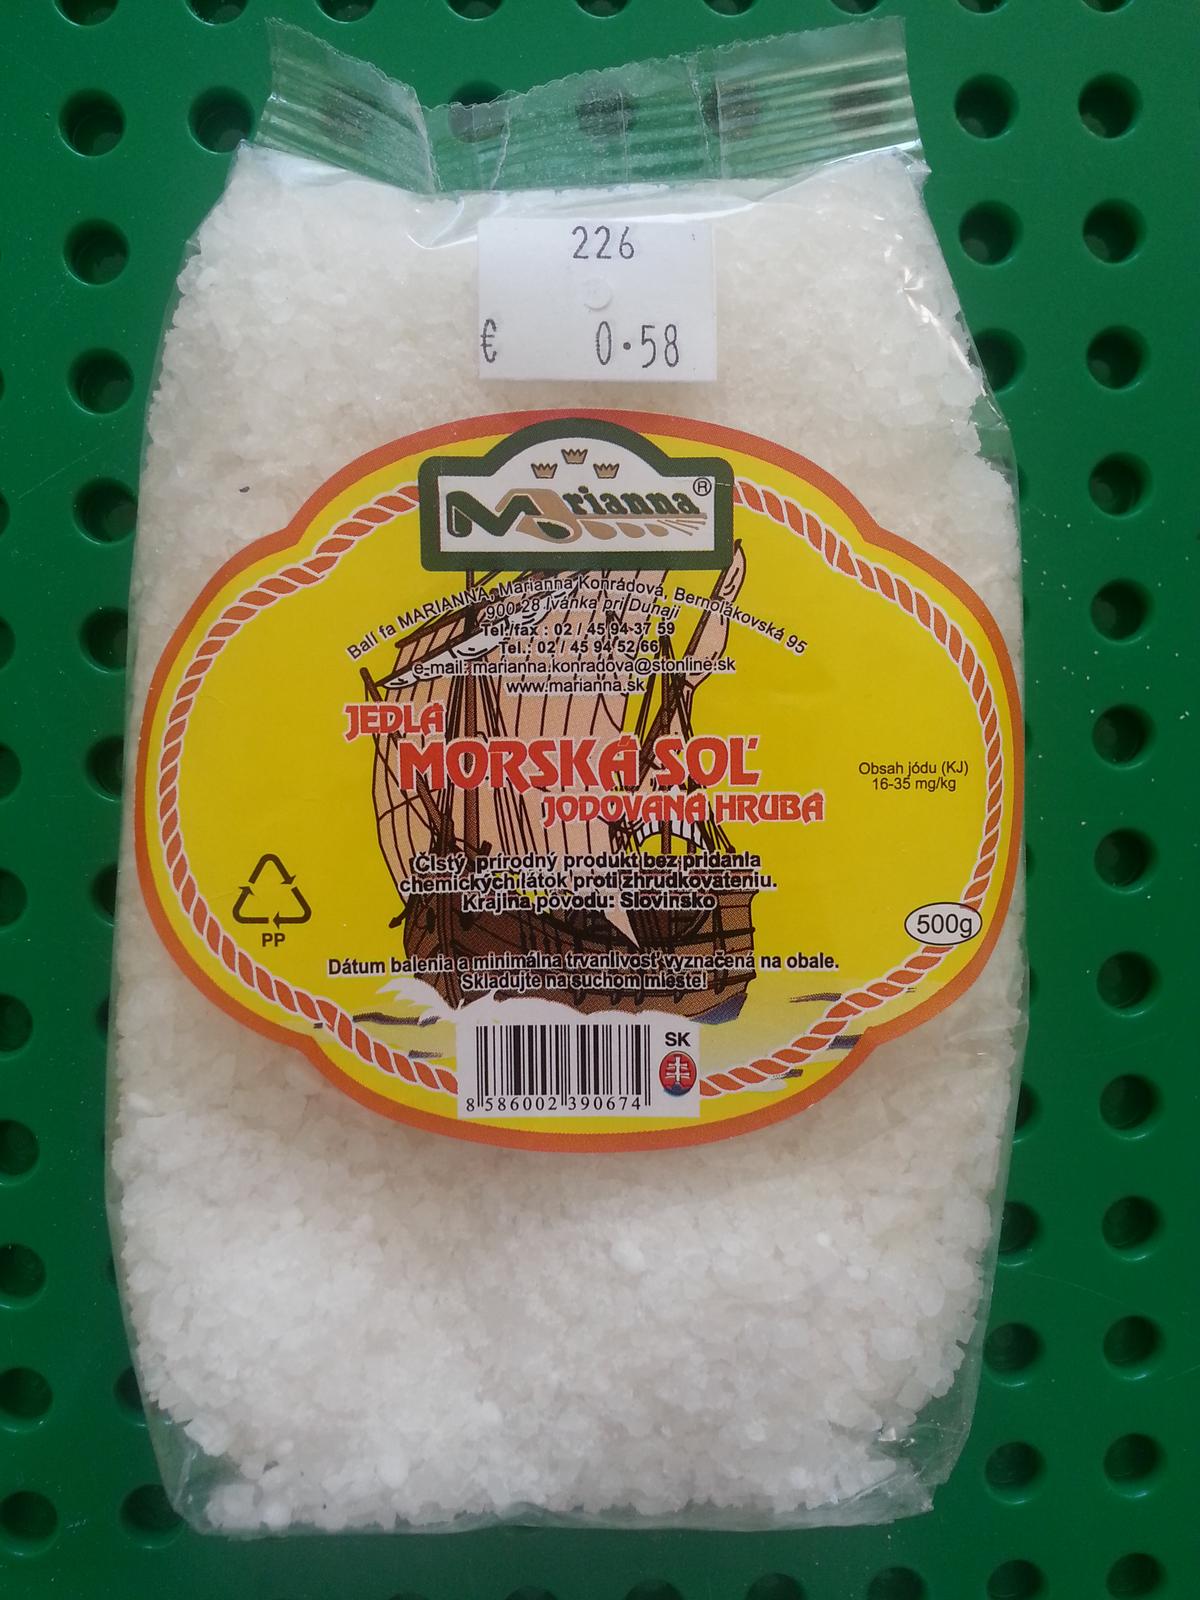 226
€ 0.58
Marianna ®
Balí fa MARIANNA, Marianna Konrádová, Bernolákovská 95
900 28 Ivánka pri Dunaji
Tel./fax : 02 / 45 94 37 59
Tel.: 02 / 45 94 52 66
e-mail: marianna.konradova@stonline.sk
www.marianna.sk
JEDLÁ
MORSKÁ SOĽ
JODOVANÁ HRUBÁ
Obsah jódu (KJ)
16-35 mg/kg
Čistý prírodný produkt bez pridania
chemických látok proti zhrudkovateniu.
Krajina pôvodu: Slovinsko
PP
500g
Dátum balenia a minimálna trvanlivosť vyznačená na obale.
Skladujte na suchom mieste!
SK
8 586002 390674